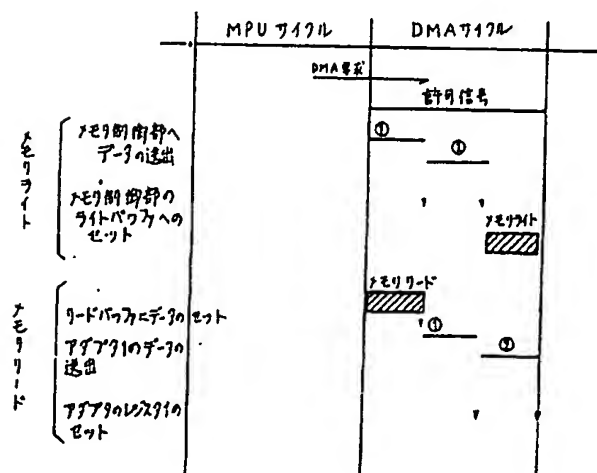 MPUサイクル DMAサイクル
DMA要求
許可信号
メモリライト
メモリ制御部へ
データの送出
① ①
メモリ制御部の
ライトバッファへの
セット
メモリライト
メモリリード
メモリリード
リードバッファにデータのセット
アダプタへのデータの
送出
① ②
アダプタのレジスタへの
セット